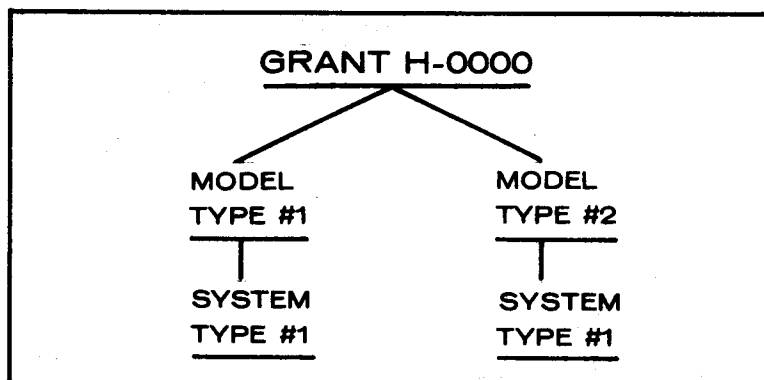 GRANT H-0000
MODEL
TYPE #1
MODEL
TYPE #2
SYSTEM
TYPE #1
SYSTEM
TYPE #1